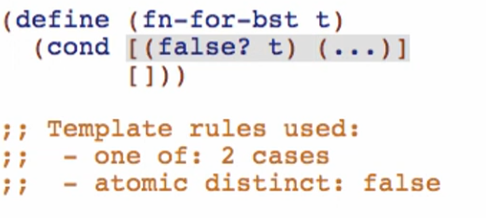 (define (fn-for-bst t)
(cond [(false? t) (...)]
[]))
;; Template rules used:
;; - one of: 2 cases
;; - atomic distinct: false